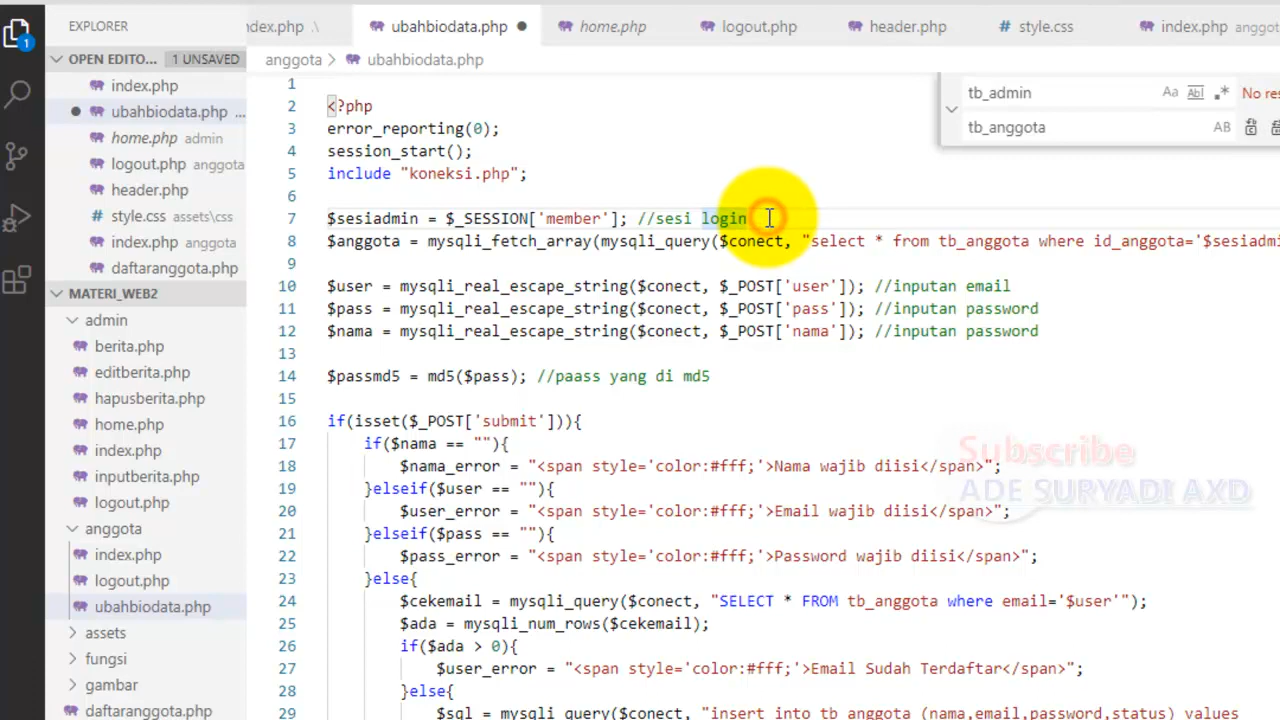 EXPLORER
ndex.php
ubahbiodata.php
home.php
logout.php
header.php
# style.css
index.php anggota
OPEN EDITO... 1 UNSAVED
index.php
ubahbiodata.php ...
home.php admin
logout.php anggota
header.php
# style.css assets\css
index.php anggota
daftaranggota.php
MATERI_WEB2
admin
berita.php
editberita.php
hapusberita.php
home.php
index.php
inputberita.php
logout.php
anggota
index.php
logout.php
ubahbiodata.php
assets
fungsi
gambar
daftaranggota.php
anggota > ubahbiodata.php
tb_admin Aa Abl .* No res
tb_anggota AB
1
2 <?php
3 error_reporting(0);
4 session_start();
5 include "koneksi.php";
6
7 $sesiadmin = $_SESSION['member']; //sesi login
8 $anggota = mysqli_fetch_array(mysqli_query($conect, "select * from tb_anggota where id_anggota='$sesiadmi
9
10 $user = mysqli_real_escape_string($conect, $_POST['user']); //inputan email
11 $pass = mysqli_real_escape_string($conect, $_POST['pass']); //inputan password
12 $nama = mysqli_real_escape_string($conect, $_POST['nama']); //inputan password
13
14 $passmd5 = md5($pass); //paass yang di md5
15
16 if(isset($_POST['submit'])){
17 if($nama == ""){
18 $nama_error = "<span style='color:#fff;'>Nama wajib diisi</span>";
19 }elseif($user == ""){
20 $user_error = "<span style='color:#fff;'>Email wajib diisi</span>";
21 }elseif($pass == ""){
22 $pass_error = "<span style='color:#fff;'>Password wajib diisi</span>";
23 }else{
24 $cekemail = mysqli_query($conect, "SELECT * FROM tb_anggota where email='$user'");
25 $ada = mysqli_num_rows($cekemail);
26 if($ada > 0){
27 $user_error = "<span style='color:#fff;'>Email Sudah Terdaftar</span>";
28 }else{
29 $sql = mysqli_query($conect, "insert into tb_anggota (nama,email,password,status) values
Subscribe
ADE SURYADI AXD
1